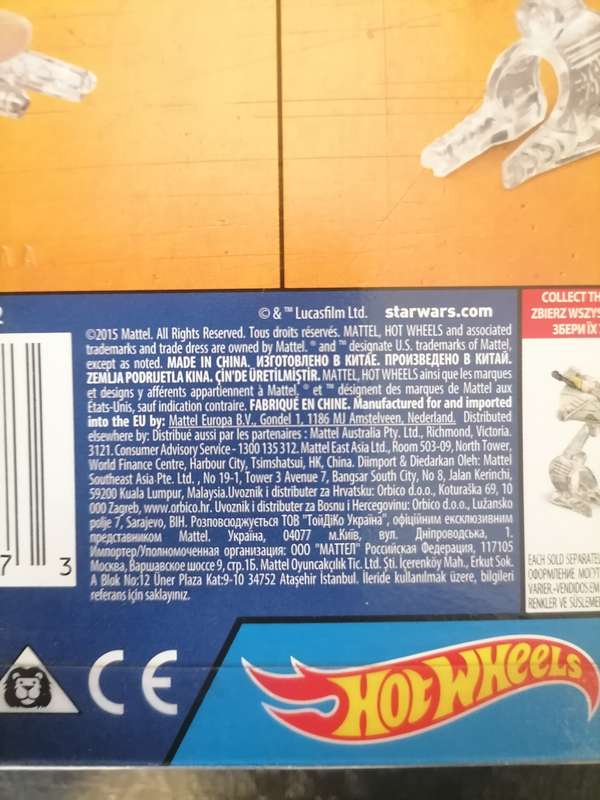 1A
2
© & ™ Lucasfilm Ltd. starwars.com
©2015 Mattel. All Rights Reserved. Tous droits réservés. MATTEL, HOT WHEELS and associated
trademarks and trade dress are owned by Mattel. ® and ™ designate U.S. trademarks of Mattel,
except as noted. MADE IN CHINA. ИЗГОТОВЛЕНО В КИТАЕ. ПРОИЗВЕДЕНО В КИТАЙ.
ZEMLJA PODRIJETLA KINA. ÇİN'DE ÜRETİLMİŞTİR. MATTEL, HOT WHEELS ainsi que les marques
et designs y afférents appartiennent à Mattel. ® et ™ désignent des marques de Mattel aux
États-Unis, sauf indication contraire. FABRIQUÉ EN CHINE. Manufactured for and imported
into the EU by: Mattel Europa B.V., Gondel 1, 1186 MJ Amstelveen, Nederland. Distributed
elsewhere by: Distribué aussi par les partenaires : Mattel Australia Pty. Ltd., Richmond, Victoria.
3121. Consumer Advisory Service - 1300 135 312. Mattel East Asia Ltd., Room 503-09, North Tower,
World Finance Centre, Harbour City, Tsimshatsui, HK, China. Diimport & Diedarkan Oleh: Mattel
Southeast Asia Pte. Ltd. , No 19-1, Tower 3 Avenue 7, Bangsar South City, No 8, Jalan Kerinchi,
59200 Kuala Lumpur, Malaysia. Uvoznik i distributer za Hrvatsku: Orbico d.o.o., Koturaška 69, 10
000 Zagreb, www.orbico.hr. Uvoznik i distributer za Bosnu i Hercegovinu: Orbico d.o.o., Lužansko
polje 7, Sarajevo, BIH. Розповсюджується ТОВ "ТойДіКо Україна", офіційним ексклюзивним
представником Mattel. Україна, 04077 м.Київ, вул. Дніпроводська, 1.
Импортер/Уполномоченная организация: ООО "МАТТЕЛ" Российская Федерация, 117105
Москва, Варшавское шоссе 9, стр.1Б. Mattel Oyuncakçılık Tic. Ltd. Şti. İçerenköy Mah., Erkut Sok.
A Blok No:12 Üner Plaza Kat:9-10 34752 Ataşehir İstanbul. İleride kullanılmak üzere, bilgileri
referans için saklayınız.
COLLECT TH
ZBIERZ WSZYS
ЗБЕРИ ЇХ
EACH SOLD SEPARATE
ОФОРМЛЕНИЕ МОГУТ
VARIER.•VENDIDOS EM
RENKLER VE SÜSLEME
7 3
CE
HOT WHEELS